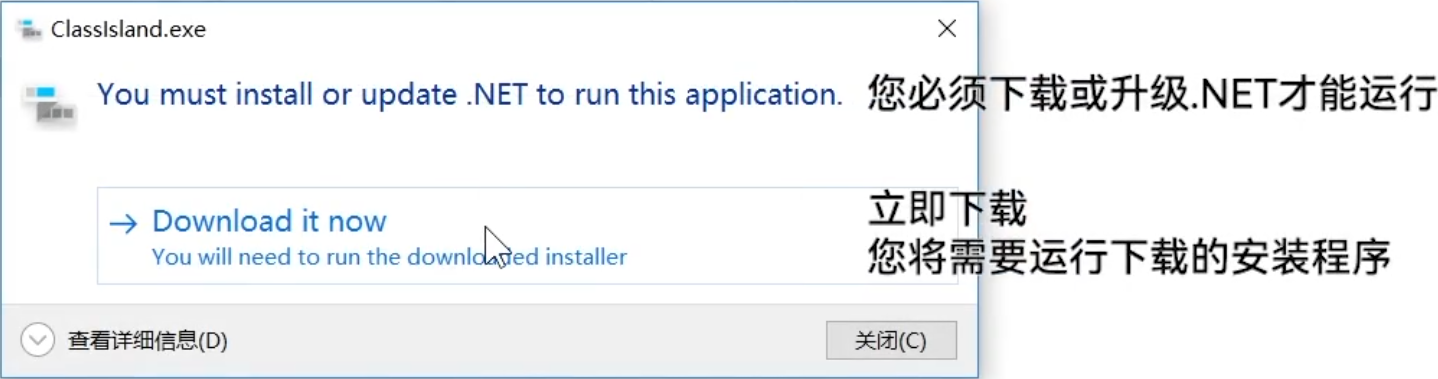 ClassIsland.exe
You must install or update .NET to run this application.
您必须下载或升级.NET才能运行
Download it now
立即下载
You will need to run the downloaded installer
您将需要运行下载的安装程序
查看详细信息(D)
关闭(C)